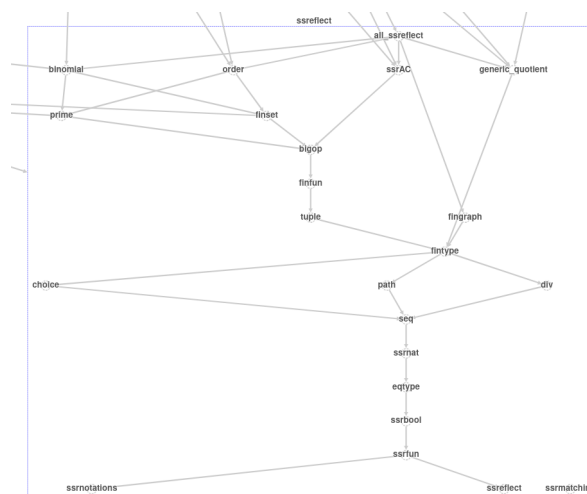 ssreflect
all_ssreflect
binomial order ssrAC generic_quotient
prime finset
bigop
finfun
tuple fingraph
fintype
choice path div
seq
ssrnat
eqtype
ssrbool
ssrfun
ssrnotations ssreflect ssrmatchin